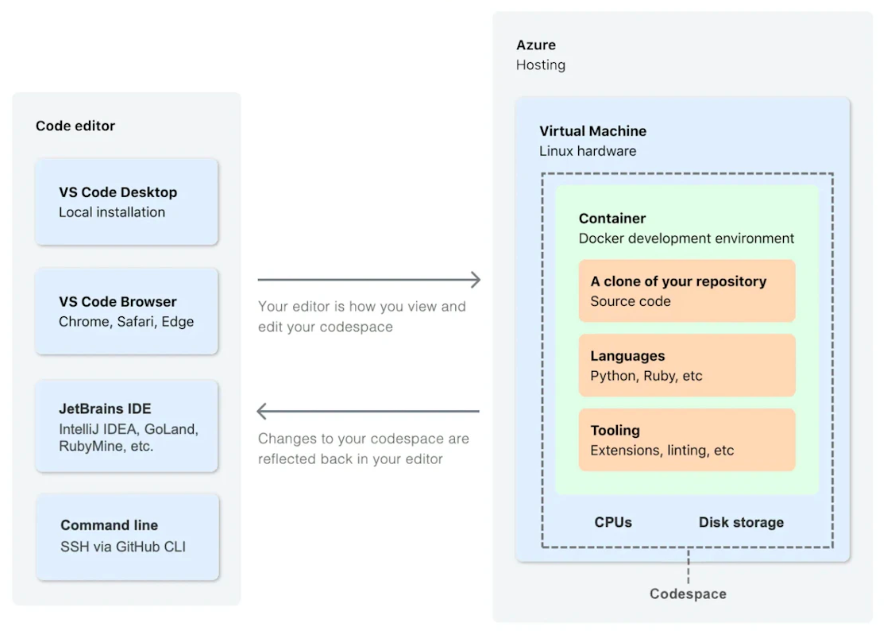 Code editor
VS Code Desktop
Local installation
VS Code Browser
Chrome, Safari, Edge
JetBrains IDE
IntelliJ IDEA, GoLand,
RubyMine, etc.
Command line
SSH via GitHub CLI
Your editor is how you view and
edit your codespace
Changes to your codespace are
reflected back in your editor
Azure
Hosting
Virtual Machine
Linux hardware
Container
Docker development environment
A clone of your repository
Source code
Languages
Python, Ruby, etc
Tooling
Extensions, linting, etc
CPUs
Disk storage
Codespace